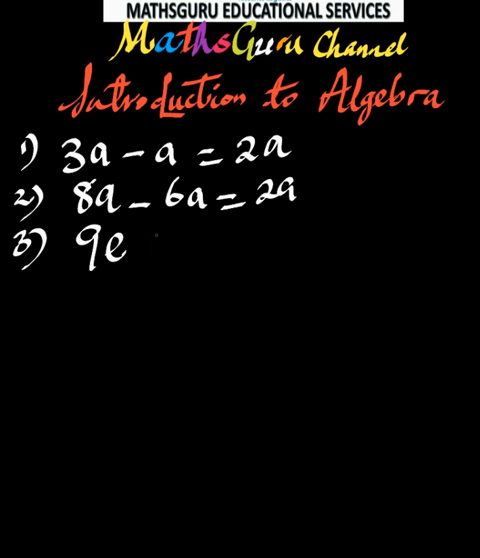 MATHSGURU EDUCATIONAL SERVICES
MathsGuru Channel
Introduction to Algebra
1) 3a - a = 2a
2) 8a - 6a = 2a
3) 9e